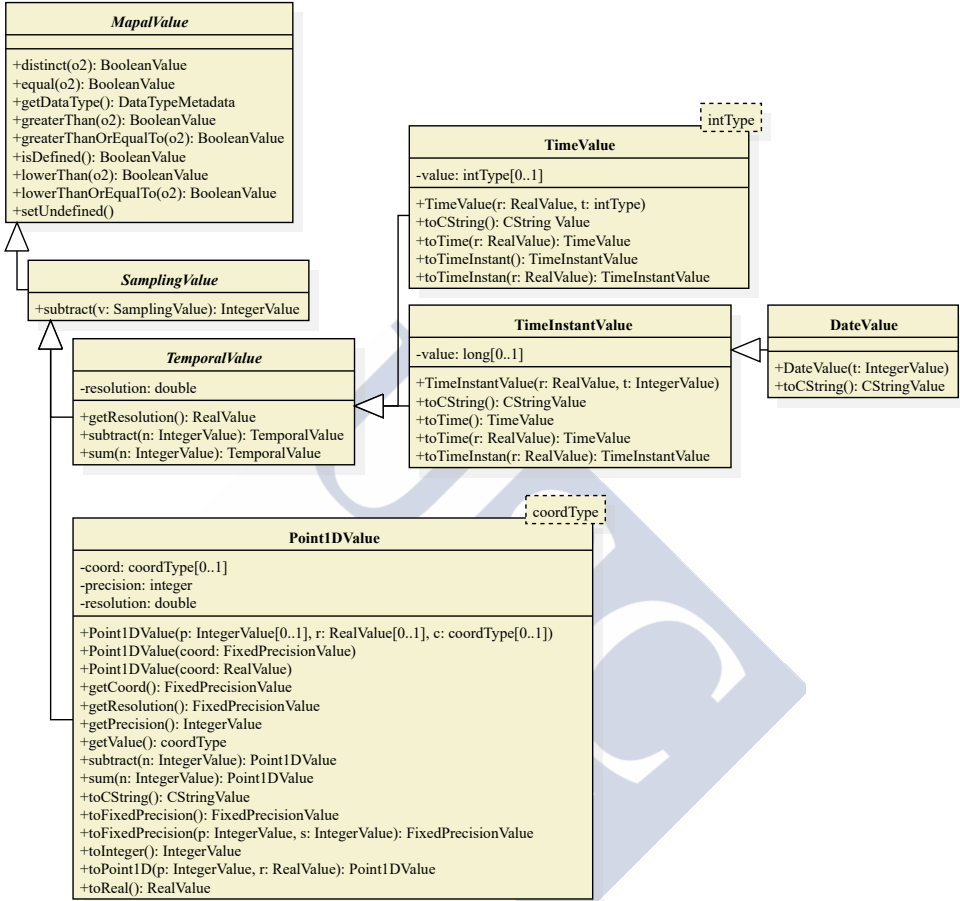 MapalValue
+distinct(o2): BooleanValue
+equal(o2): BooleanValue
+getDataType(): DataTypeMetadata
+greaterThan(o2): BooleanValue
+greaterThanOrEqualTo(o2): BooleanValue
+isDefined(): BooleanValue
+lowerThan(o2): BooleanValue
+lowerThanOrEqualTo(o2): BooleanValue
+setUndefined()
SamplingValue
+subtract(v: SamplingValue): IntegerValue
intType
TimeValue
-value: intType[0..1]
+TimeValue(r: RealValue, t: intType)
+toCString(): CString Value
+toTime(r: RealValue): TimeValue
+toTimeInstant(): TimeInstantValue
+toTimeInstan(r: RealValue): TimeInstantValue
TemporalValue
-resolution: double
+getResolution(): RealValue
+subtract(n: IntegerValue): TemporalValue
+sum(n: IntegerValue): TemporalValue
TimeInstantValue
-value: long[0..1]
+TimeInstantValue(r: RealValue, t: IntegerValue)
+toCString(): CStringValue
+toTime(): TimeValue
+toTime(r: RealValue): TimeValue
+toTimeInstan(r: RealValue): TimeInstantValue
DateValue
+DateValue(t: IntegerValue)
+toCString(): CStringValue
coordType
Point1DValue
-coord: coordType[0..1]
-precision: integer
-resolution: double
+Point1DValue(p: IntegerValue[0..1], r: RealValue[0..1], c: coordType[0..1])
+Point1DValue(coord: FixedPrecisionValue)
+Point1DValue(coord: RealValue)
+getCoord(): FixedPrecisionValue
+getResolution(): FixedPrecisionValue
+getPrecision(): IntegerValue
+getValue(): coordType
+subtract(n: IntegerValue): Point1DValue
+sum(n: IntegerValue): Point1DValue
+toCString(): CStringValue
+toFixedPrecision(): FixedPrecisionValue
+toFixedPrecision(p: IntegerValue, s: IntegerValue): FixedPrecisionValue
+toInteger(): IntegerValue
+toPoint1D(p: IntegerValue, r: RealValue): Point1DValue
+toReal(): RealValue